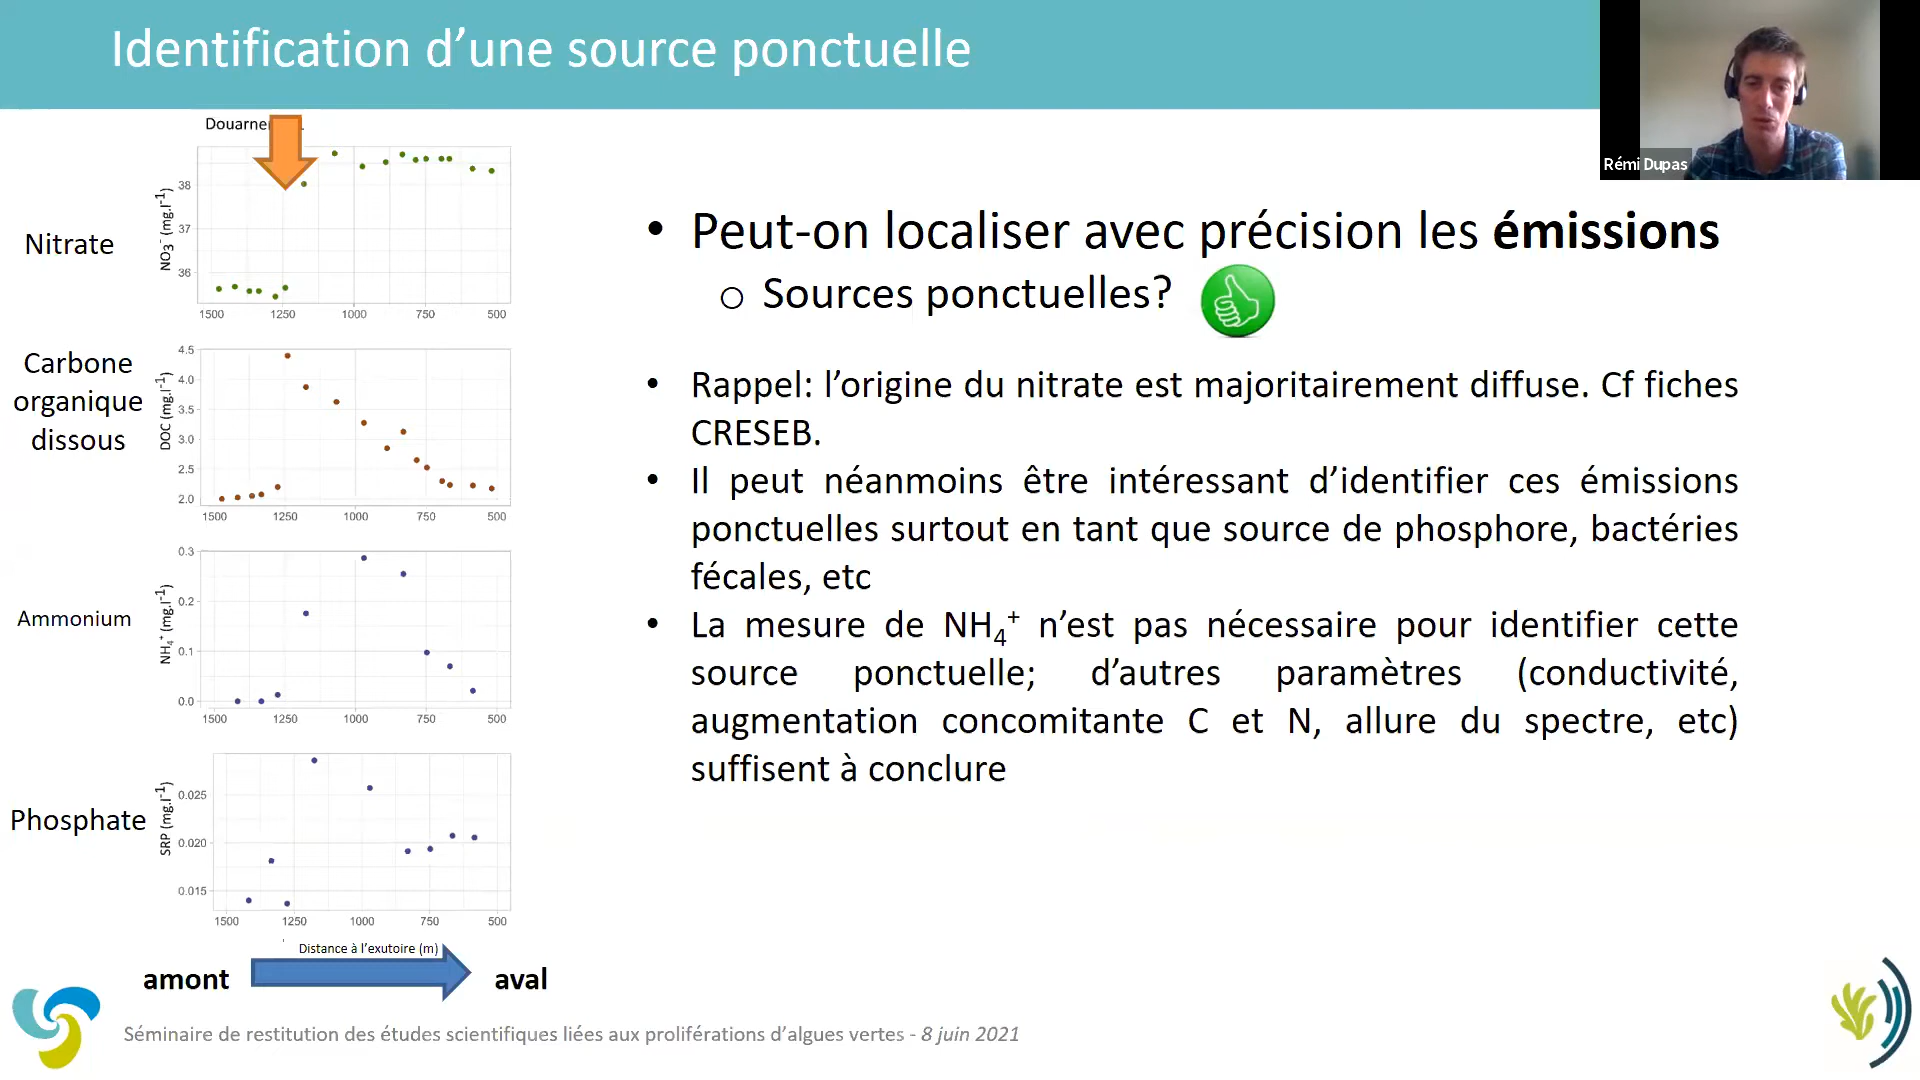 Identification d’une source ponctuelle
Rémi Dupas
Douarne
Nitrate
NO3⁻ (mg.l⁻¹)
38
37
36
1500 1250 1000 750 500
Carbone
organique
dissous
DOC (mg.l⁻¹)
4.5
4.0
3.5
3.0
2.5
2.0
1500 1250 1000 750 500
Ammonium
NH₄⁺ (mg.l⁻¹)
0.3
0.2
0.1
0.0
1500 1250 1000 750 500
Phosphate
SRP (mg.l⁻¹)
0.025
0.020
0.015
1500 1250 1000 750 500
Distance à l’exutoire (m)
amont aval
• Peut-on localiser avec précision les émissions
o Sources ponctuelles?
• Rappel: l’origine du nitrate est majoritairement diffuse. Cf fiches
CRESEB.
• Il peut néanmoins être intéressant d’identifier ces émissions
ponctuelles surtout en tant que source de phosphore, bactéries
fécales, etc
• La mesure de NH₄⁺ n’est pas nécessaire pour identifier cette
source ponctuelle; d’autres paramètres (conductivité,
augmentation concomitante C et N, allure du spectre, etc)
suffisent à conclure
Séminaire de restitution des études scientifiques liées aux proliférations d’algues vertes - 8 juin 2021